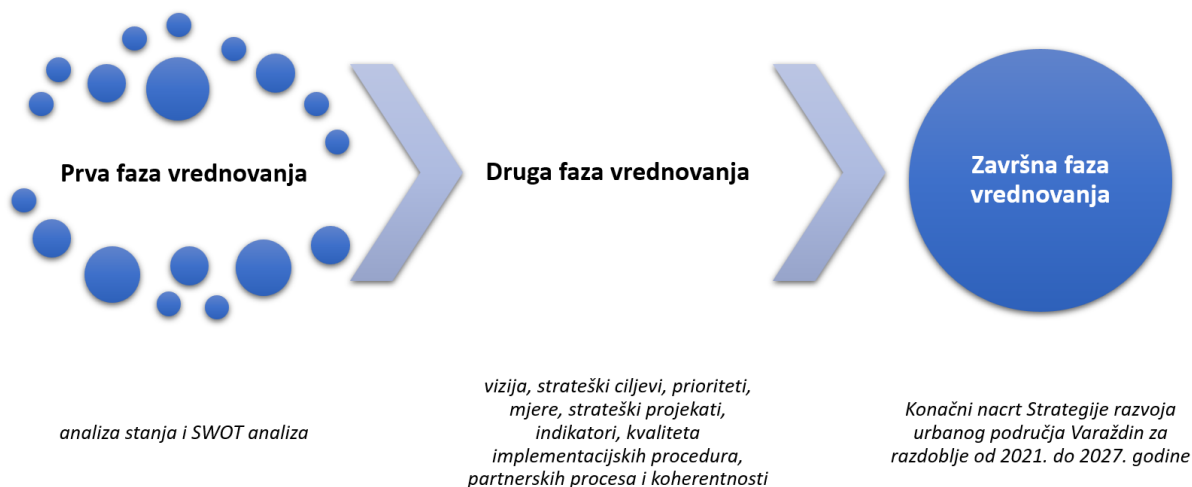 Prva faza vrednovanja
Druga faza vrednovanja
Završna faza
vrednovanja
analiza stanja i SWOT analiza
vizija, strateški ciljevi, prioriteti,
mjere, strateški projekati,
indikatori, kvaliteta
implementacijskih procedura,
partnerskih procesa i koherentnosti
Konačni nacrt Strategije razvoja
urbanog područja Varaždin za
razdoblje od 2021. do 2027. godine